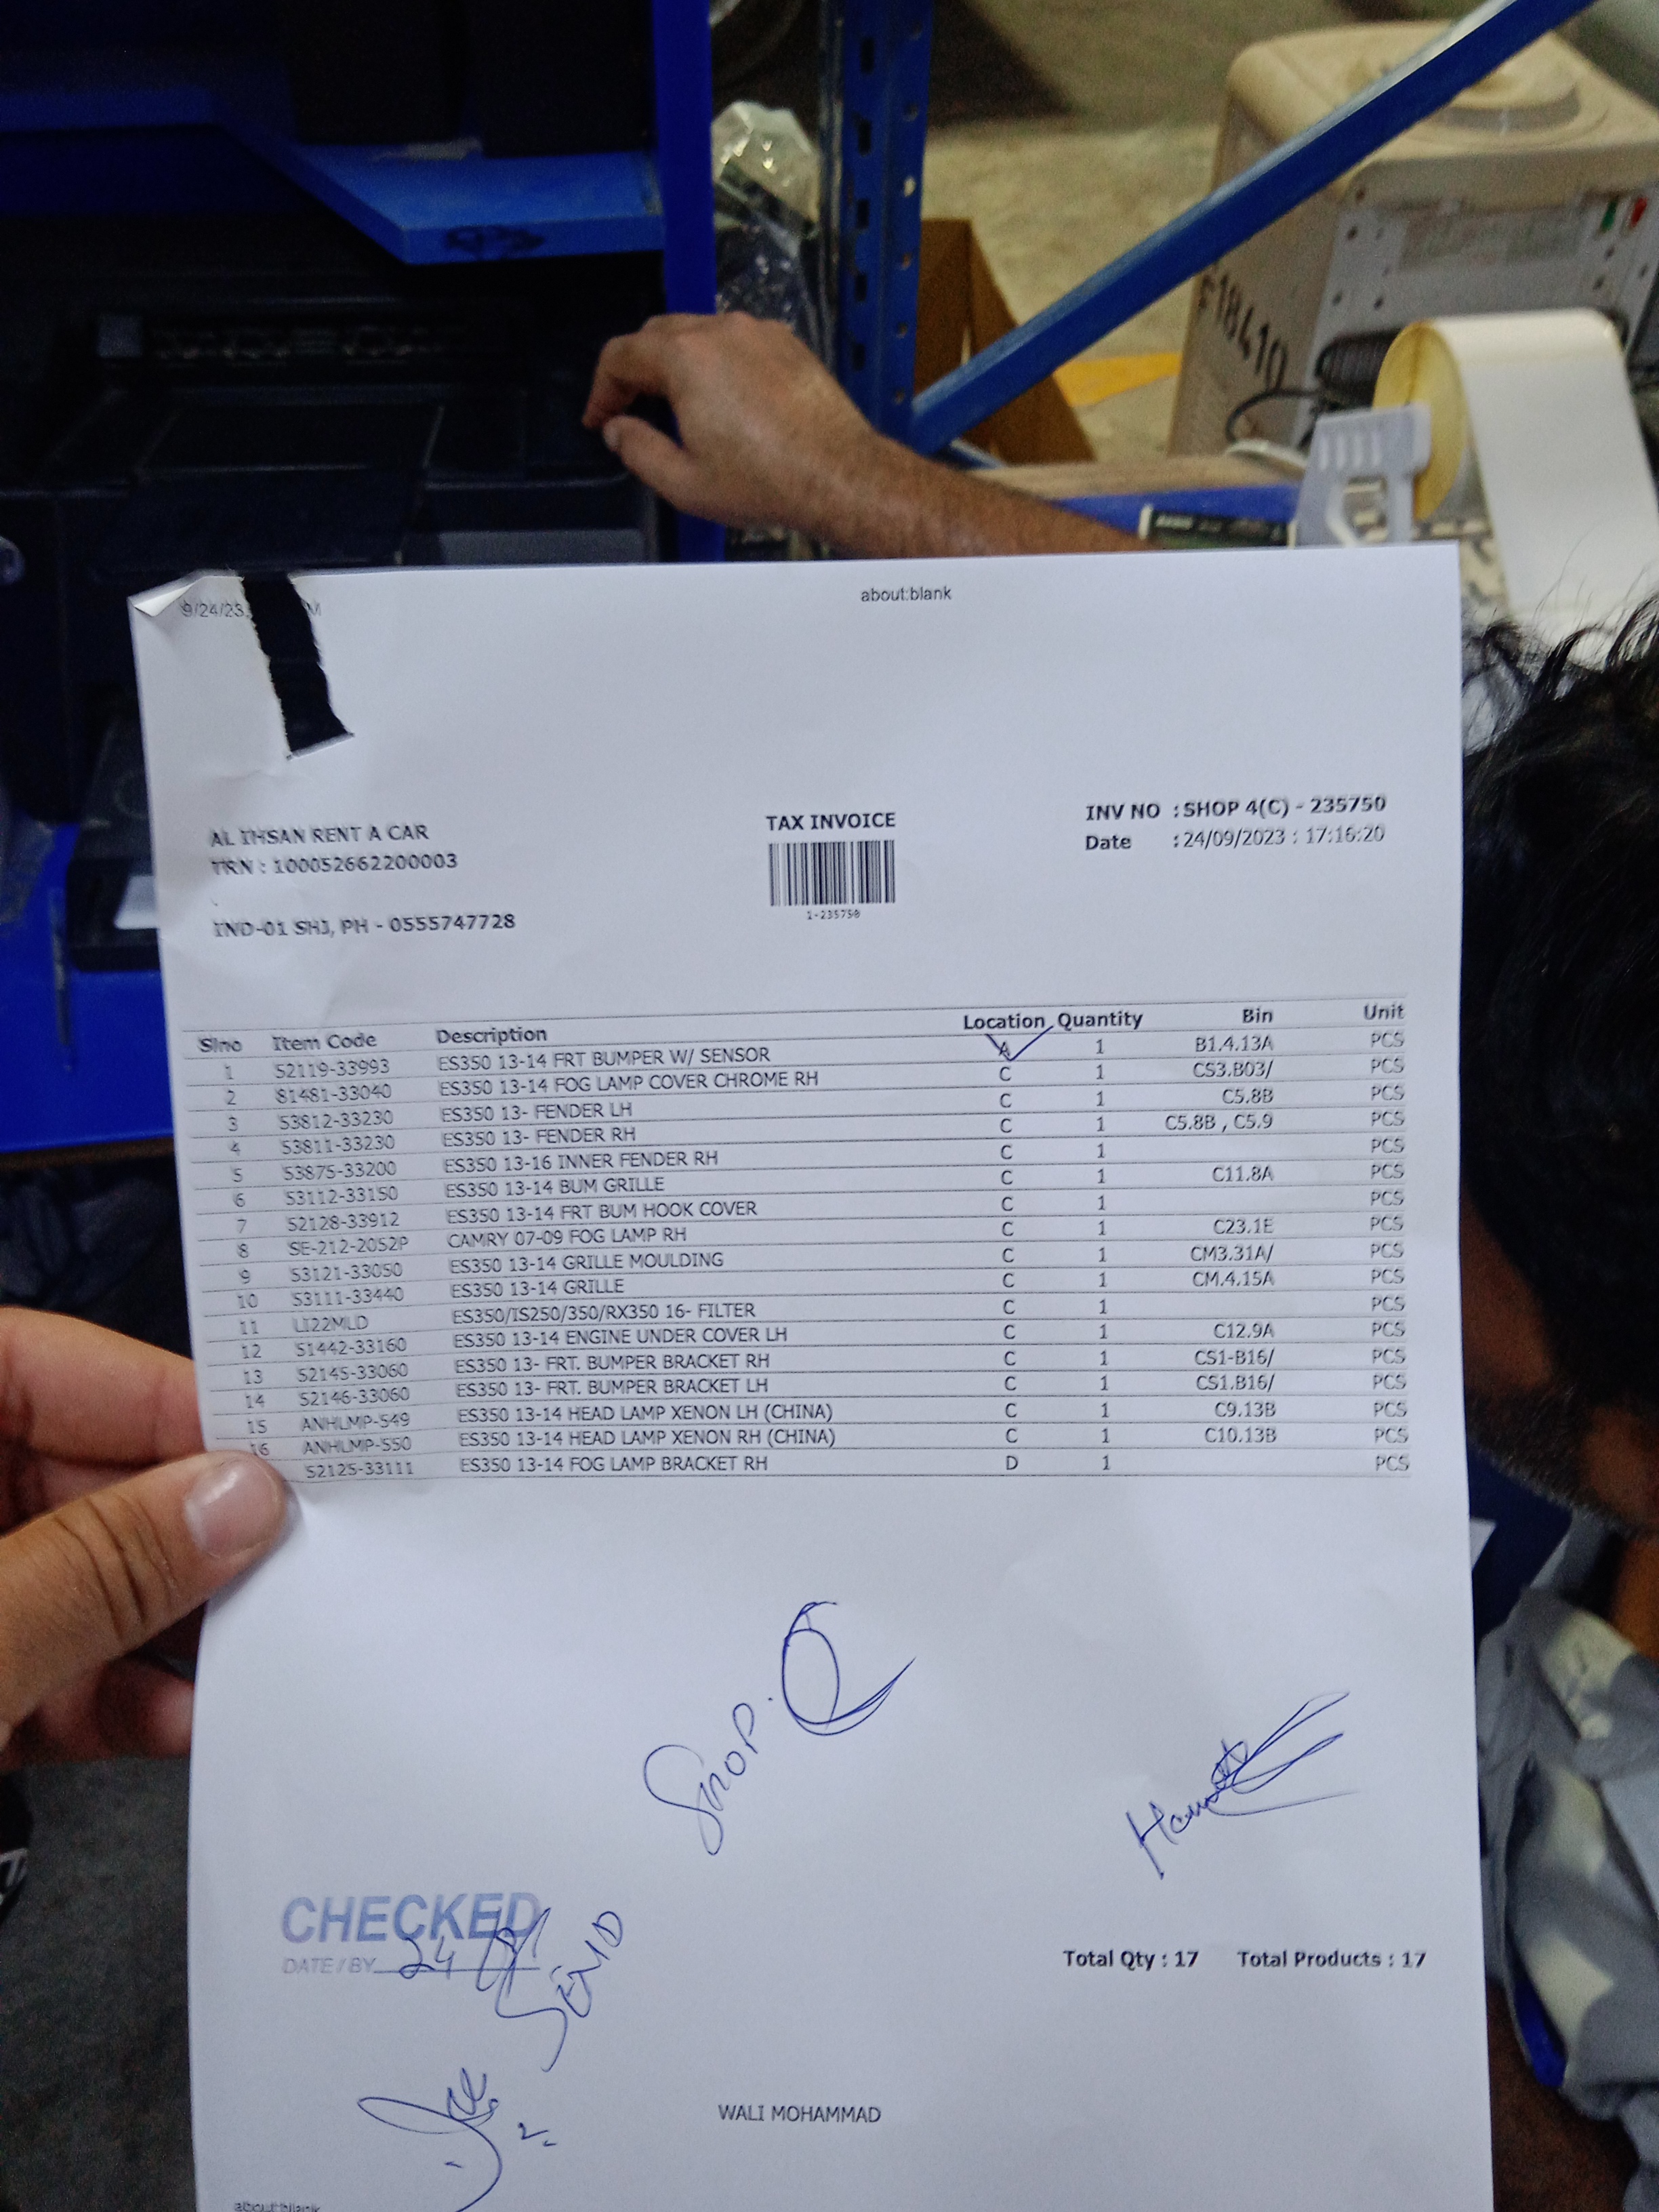 F18410
9/24/23, M
about:blank
AL IHSAN RENT A CAR
TRN : 100052662200003
IND-01 SHJ, PH - 0555747728
TAX INVOICE
1-235750
INV NO : SHOP 4(C) - 235750
Date : 24/09/2023 : 17:16:20
Slno Item Code Description Location Quantity Bin Unit
1 52119-33993 ES350 13-14 FRT BUMPER W/ SENSOR A 1 B1.4.13A PCS
2 81481-33040 ES350 13-14 FOG LAMP COVER CHROME RH C 1 CS3.B03/ PCS
3 53812-33230 ES350 13- FENDER LH C 1 C5.8B PCS
4 53811-33230 ES350 13- FENDER RH C 1 C5.8B , C5.9 PCS
5 53875-33200 ES350 13-16 INNER FENDER RH C 1 PCS
6 53112-33150 ES350 13-14 BUM GRILLE C 1 C11.8A PCS
7 52128-33912 ES350 13-14 FRT BUM HOOK COVER C 1 PCS
8 SE-212-2052P CAMRY 07-09 FOG LAMP RH C 1 C23.1E PCS
9 53121-33050 ES350 13-14 GRILLE MOULDING C 1 CM3.31A/ PCS
10 53111-33440 ES350 13-14 GRILLE C 1 CM.4.15A PCS
11 LI22MLD ES350/IS250/350/RX350 16- FILTER C 1 PCS
12 51442-33160 ES350 13-14 ENGINE UNDER COVER LH C 1 C12.9A PCS
13 52145-33060 ES350 13- FRT. BUMPER BRACKET RH C 1 CS1-B16/ PCS
14 52146-33060 ES350 13- FRT. BUMPER BRACKET LH C 1 CS1.B16/ PCS
15 ANHLMP-549 ES350 13-14 HEAD LAMP XENON LH (CHINA) C 1 C9.13B PCS
16 ANHLMP-550 ES350 13-14 HEAD LAMP XENON RH (CHINA) C 1 C10.13B PCS
52125-33111 ES350 13-14 FOG LAMP BRACKET RH D 1 PCS
SHOP.
CHECKED
DATE / BY 24
SEND
Total Qty : 17 Total Products : 17
WALI MOHAMMAD
about:blank